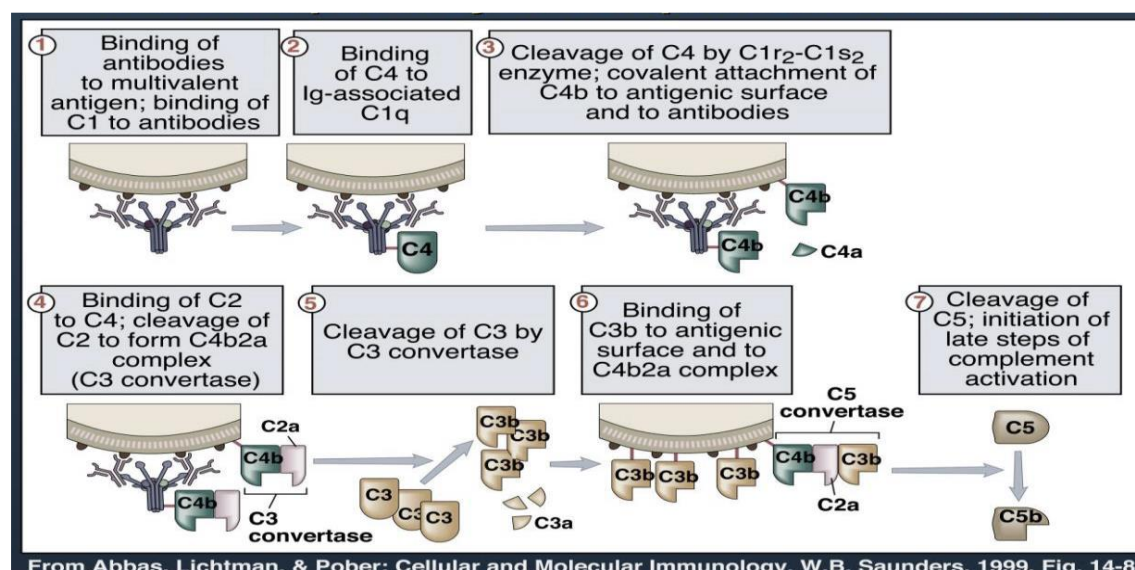 1
Binding of
antibodies
to multivalent
antigen; binding of
C1 to antibodies
2
Binding
of C4 to
Ig-associated
C1q
3
Cleavage of C4 by C1r2-C1s2
enzyme; covalent attachment of
C4b to antigenic surface
and to antibodies
C4
C4b
C4b
C4a
4
Binding of C2
to C4; cleavage of
C2 to form C4b2a
complex
(C3 convertase)
5
Cleavage of C3 by
C3 convertase
6
Binding of
C3b to antigenic
surface and to
C4b2a complex
7
Cleavage of
C5; initiation of
late steps of
complement
activation
C2a
C4b
C4b
C3
convertase
C3b
C3b
C3b
C3
C3
C3
C3a
C5
convertase
C3b
C3b
C3b
C4b
C3b
C2a
C5
C5b
From Abbas, Lichtman, & Pober: Cellular and Molecular Immunology. W.B. Saunders, 1999, Fig. 14-8